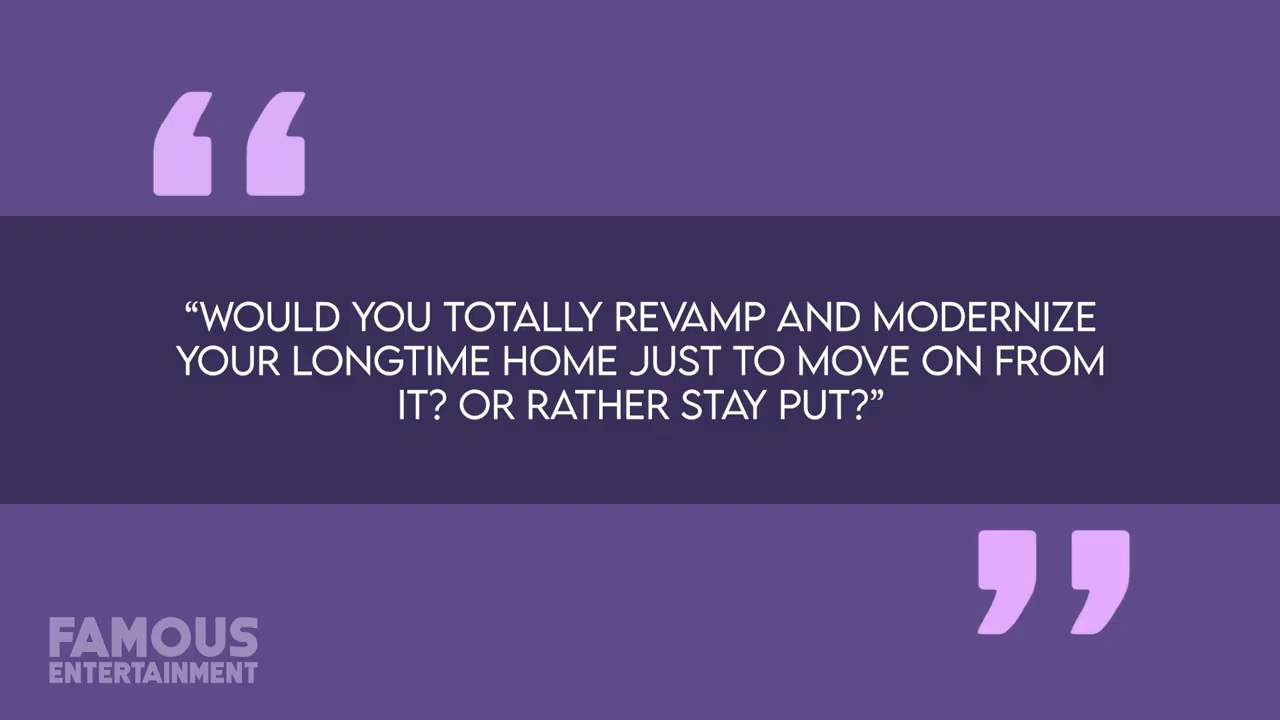 “WOULD YOU TOTALLY REVAMP AND MODERNIZE
YOUR LONGTIME HOME JUST TO MOVE ON FROM
IT? OR RATHER STAY PUT?”
FAMOUS
ENTERTAINMENT